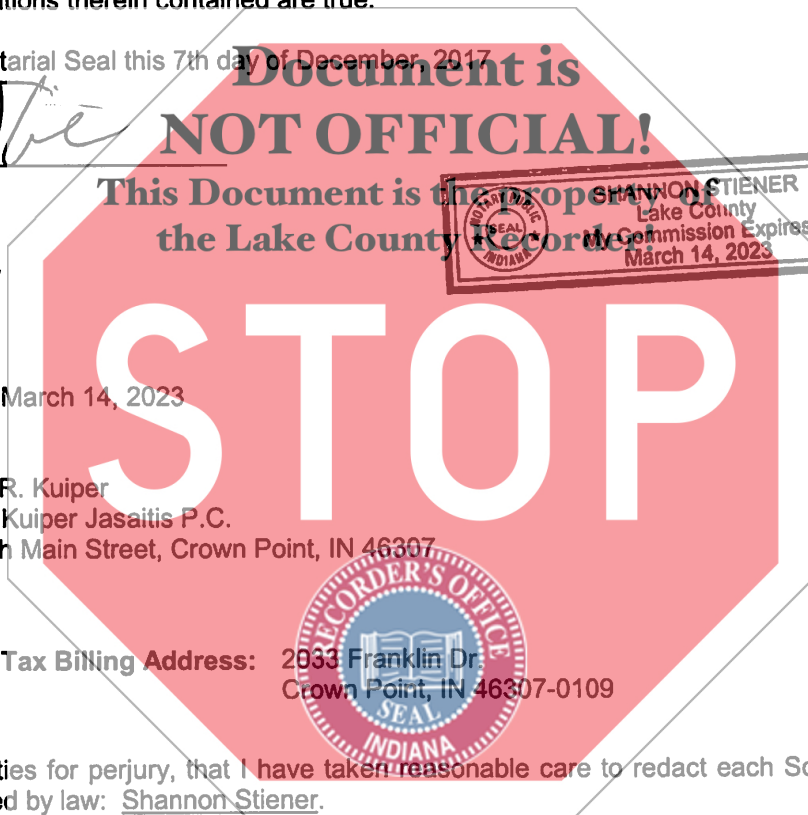 tions therein contained are true.
tarial Seal this 7th day of December, 2017
Document is
NOT OFFICIAL!
This Document is the property of
the Lake County Recorder!
SHANNON STIENER
Lake County
My Commission Expires
March 14, 2023
NOTARY PUBLIC
SEAL
INDIANA
STOP
March 14, 2023
R. Kuiper
Kuiper Jasaitis P.C.
h Main Street, Crown Point, IN 46307
RECORDER'S OFFICE
SEAL
INDIANA
Tax Billing Address: 2033 Franklin Dr.
Crown Point, IN 46307-0109
ties for perjury, that I have taken reasonable care to redact each So
ed by law: Shannon Stiener.